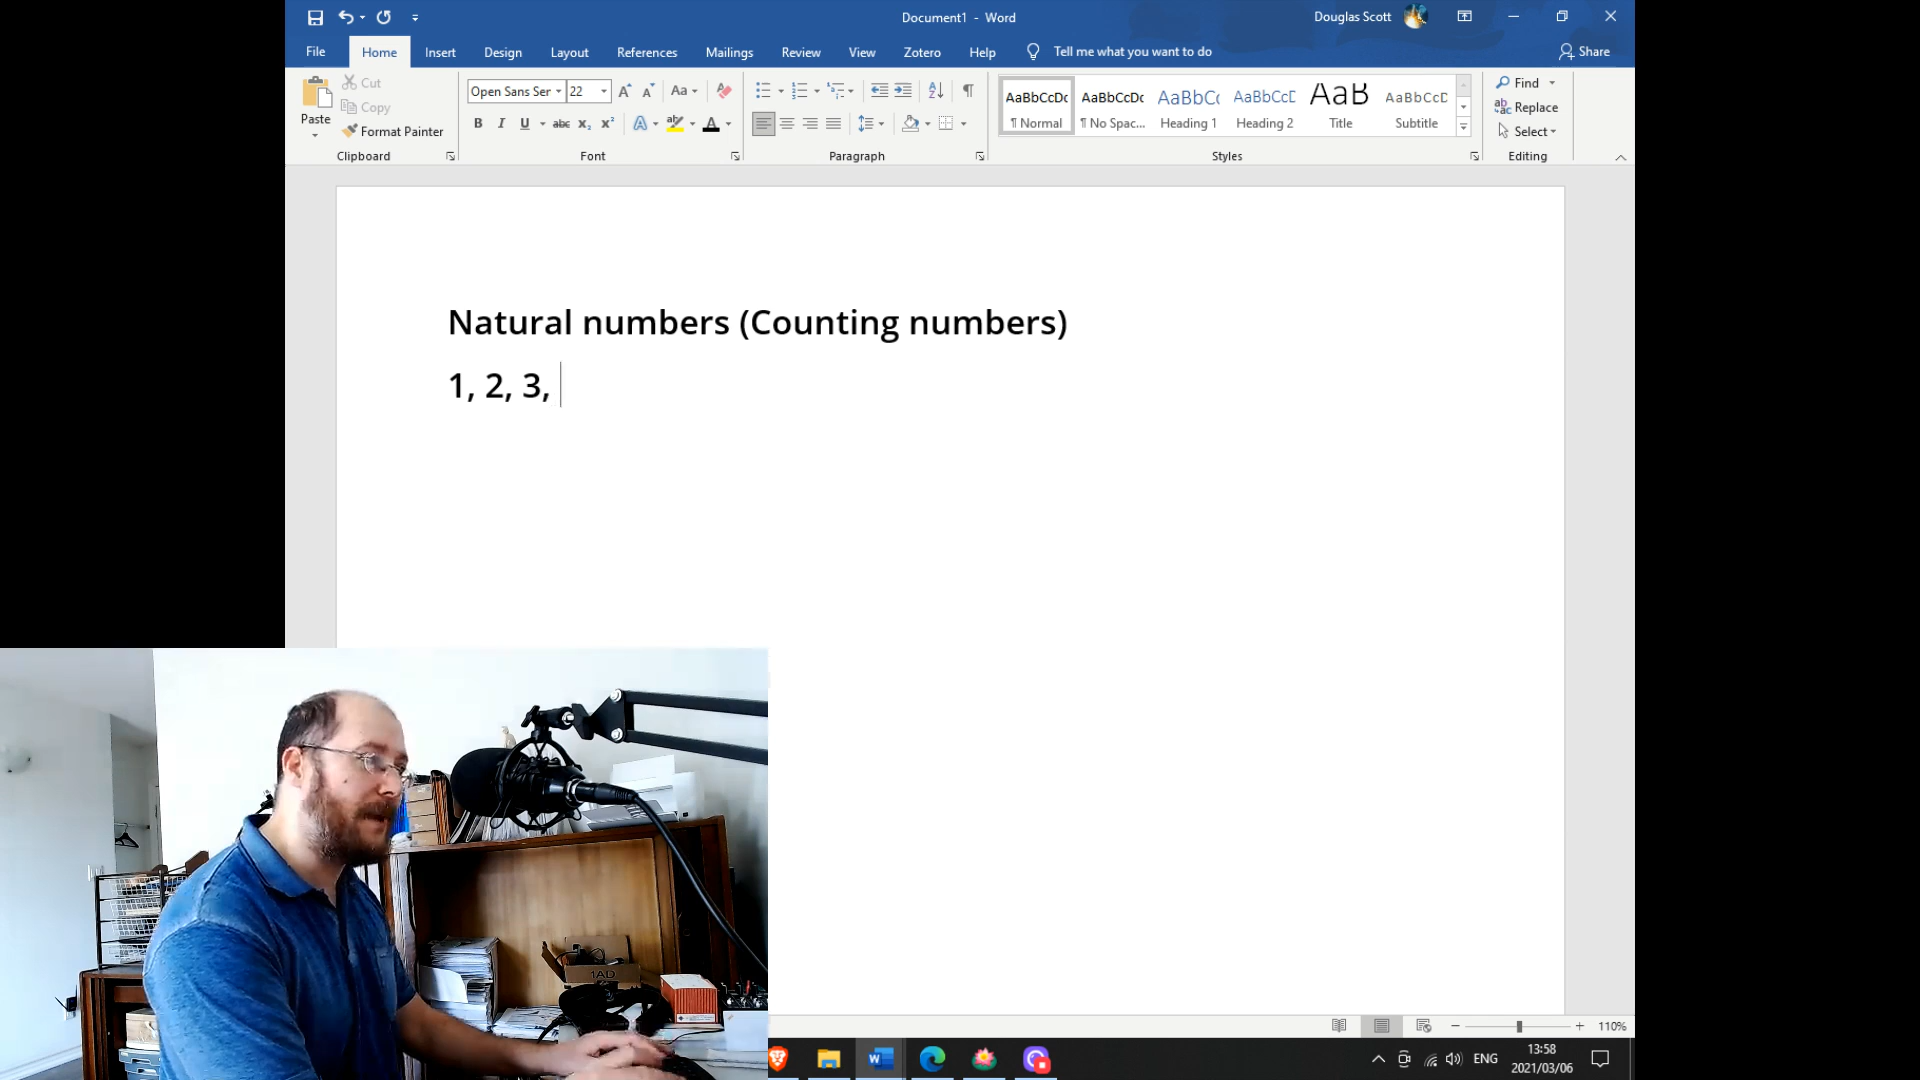 Document1 - Word
Douglas Scott
File Home Insert Design Layout References Mailings Review View Zotero Help Tell me what you want to do Share
Paste
Cut
Copy
Format Painter
Clipboard
Open Sans Ser 22
Font
Paragraph
AaBbCcDc AaBbCcDc AaBbC AaBbCcD AaB AaBbCcD
¶ Normal ¶ No Spac... Heading 1 Heading 2 Title Subtitle
Styles
Find
Replace
Select
Editing
Natural numbers (Counting numbers)
1, 2, 3,
1AD
110%
ENG
13:58
2021/03/06